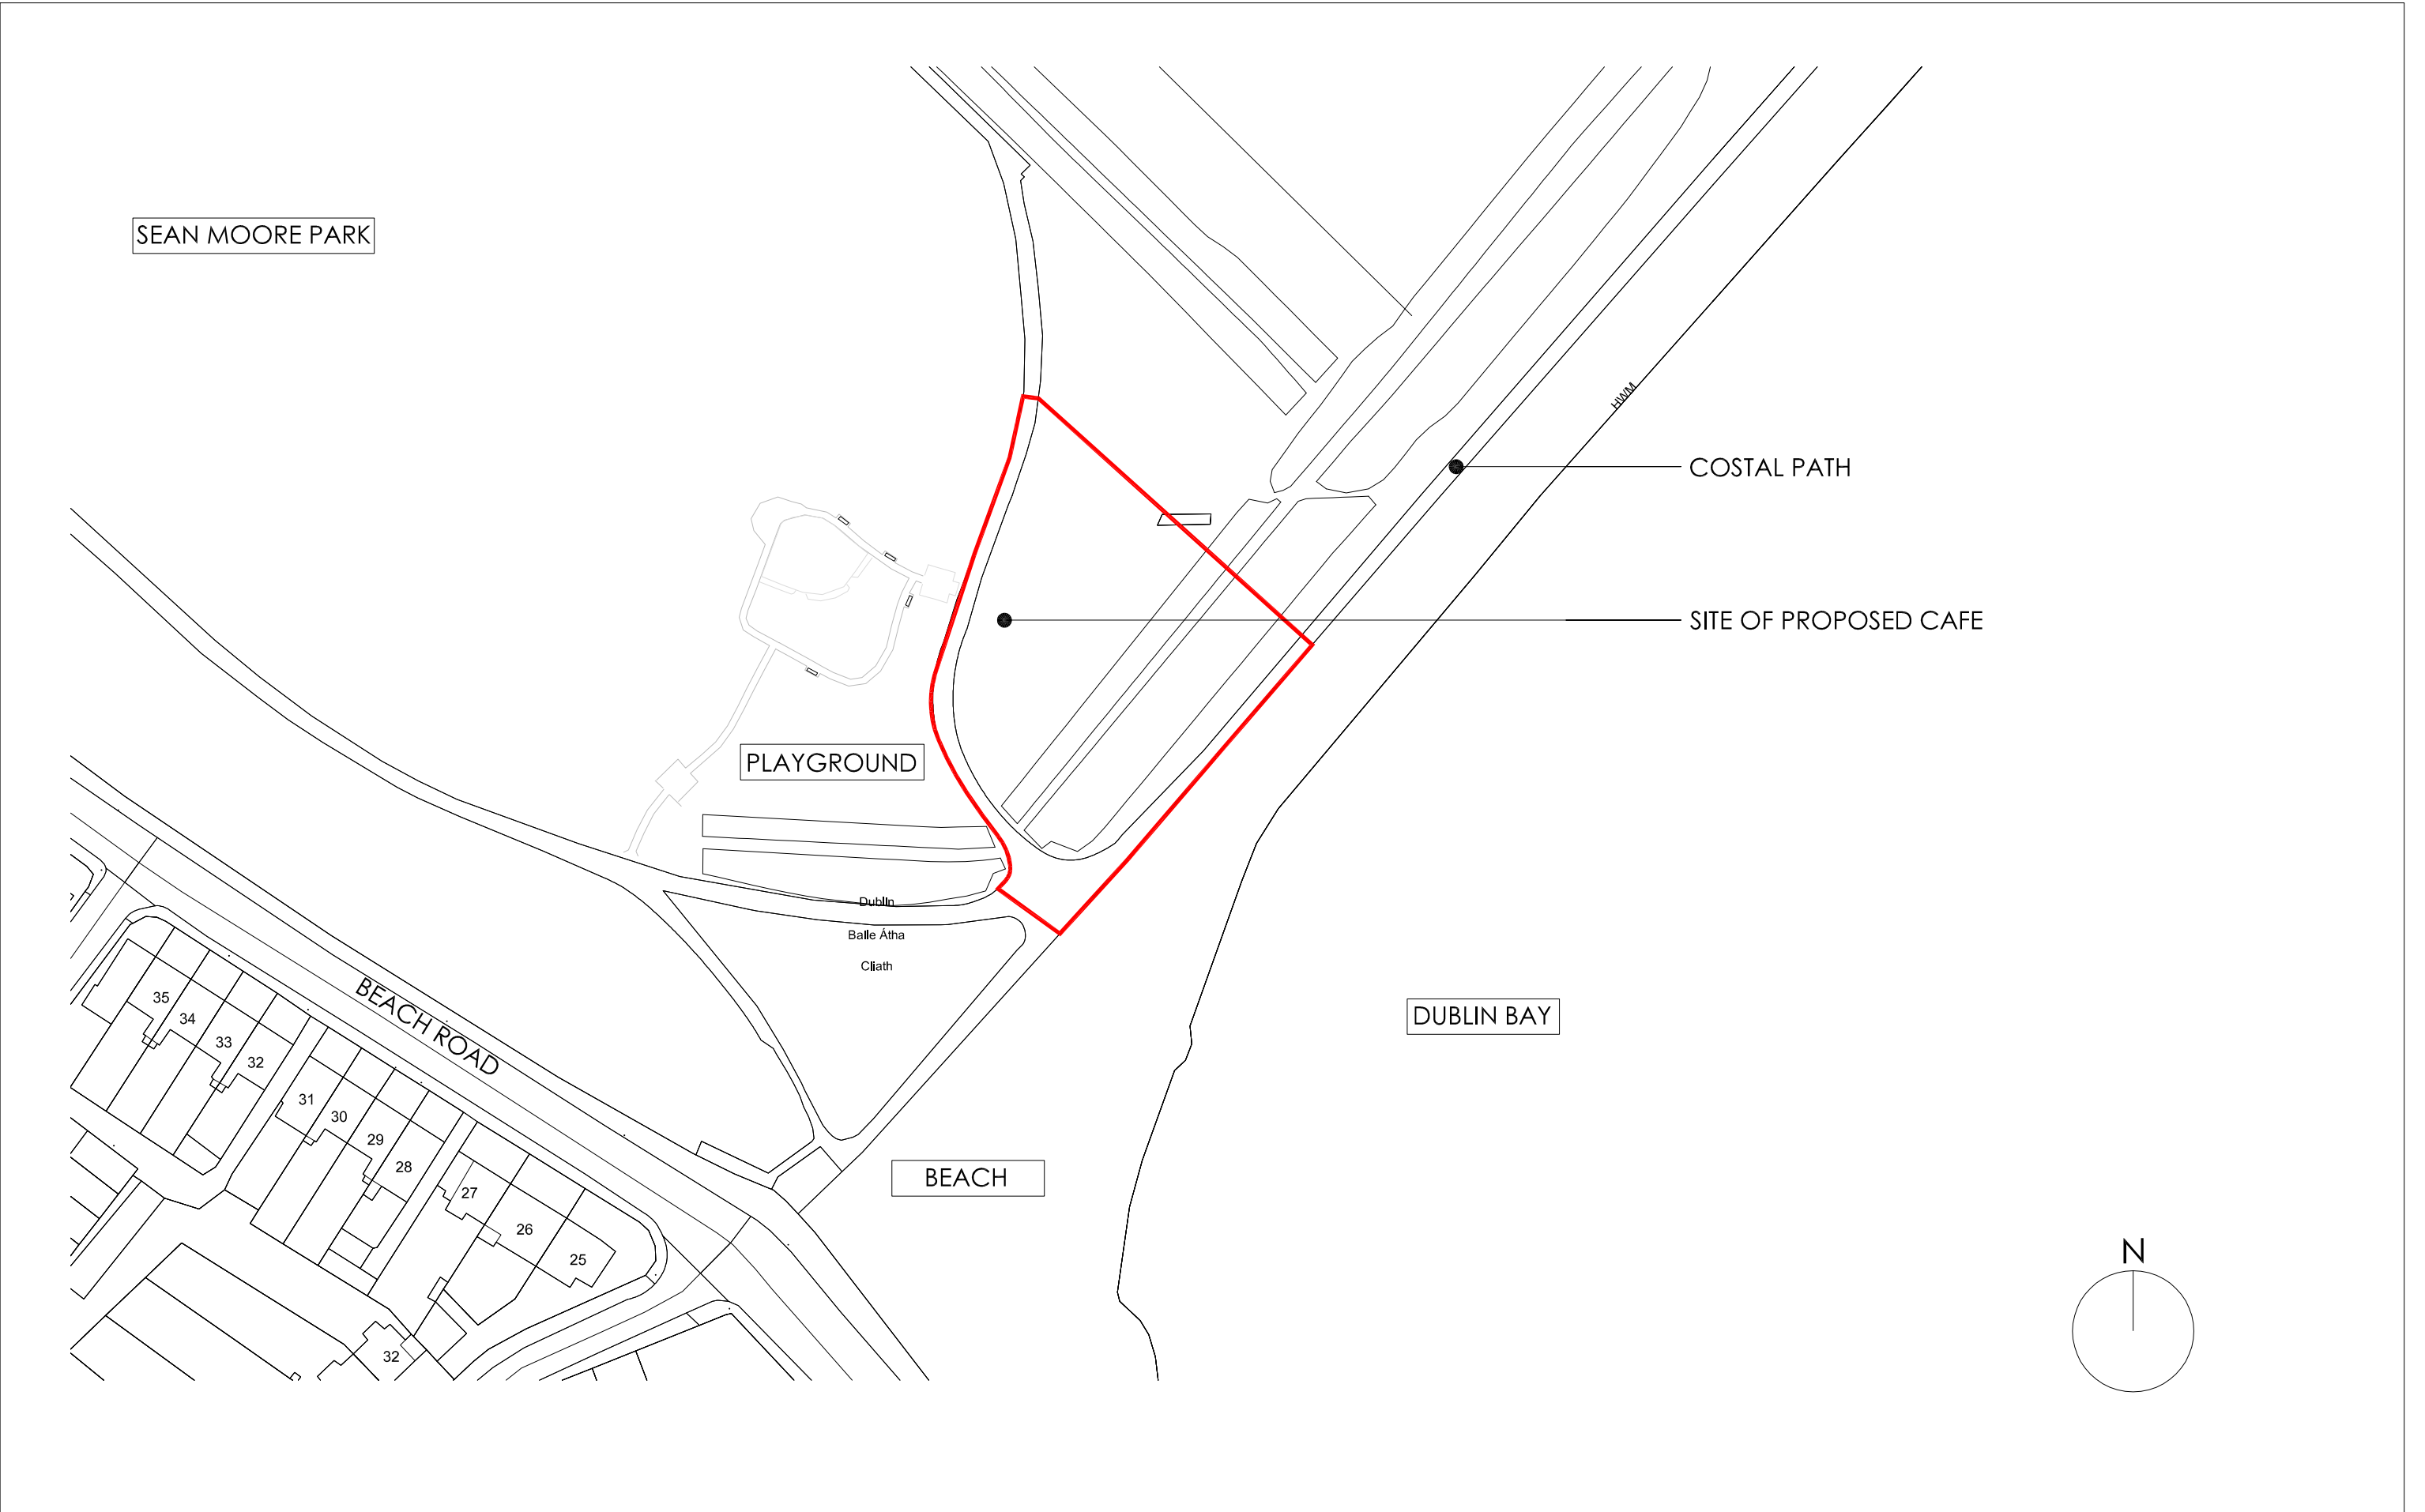 SEAN MOORE PARK
HWM
COSTAL PATH
SITE OF PROPOSED CAFE
PLAYGROUND
Dublin
Baile Átha
Cliath
BEACH ROAD
35
34
33
32
31
30
29
28
27
26
25
32
DUBLIN BAY
BEACH
N